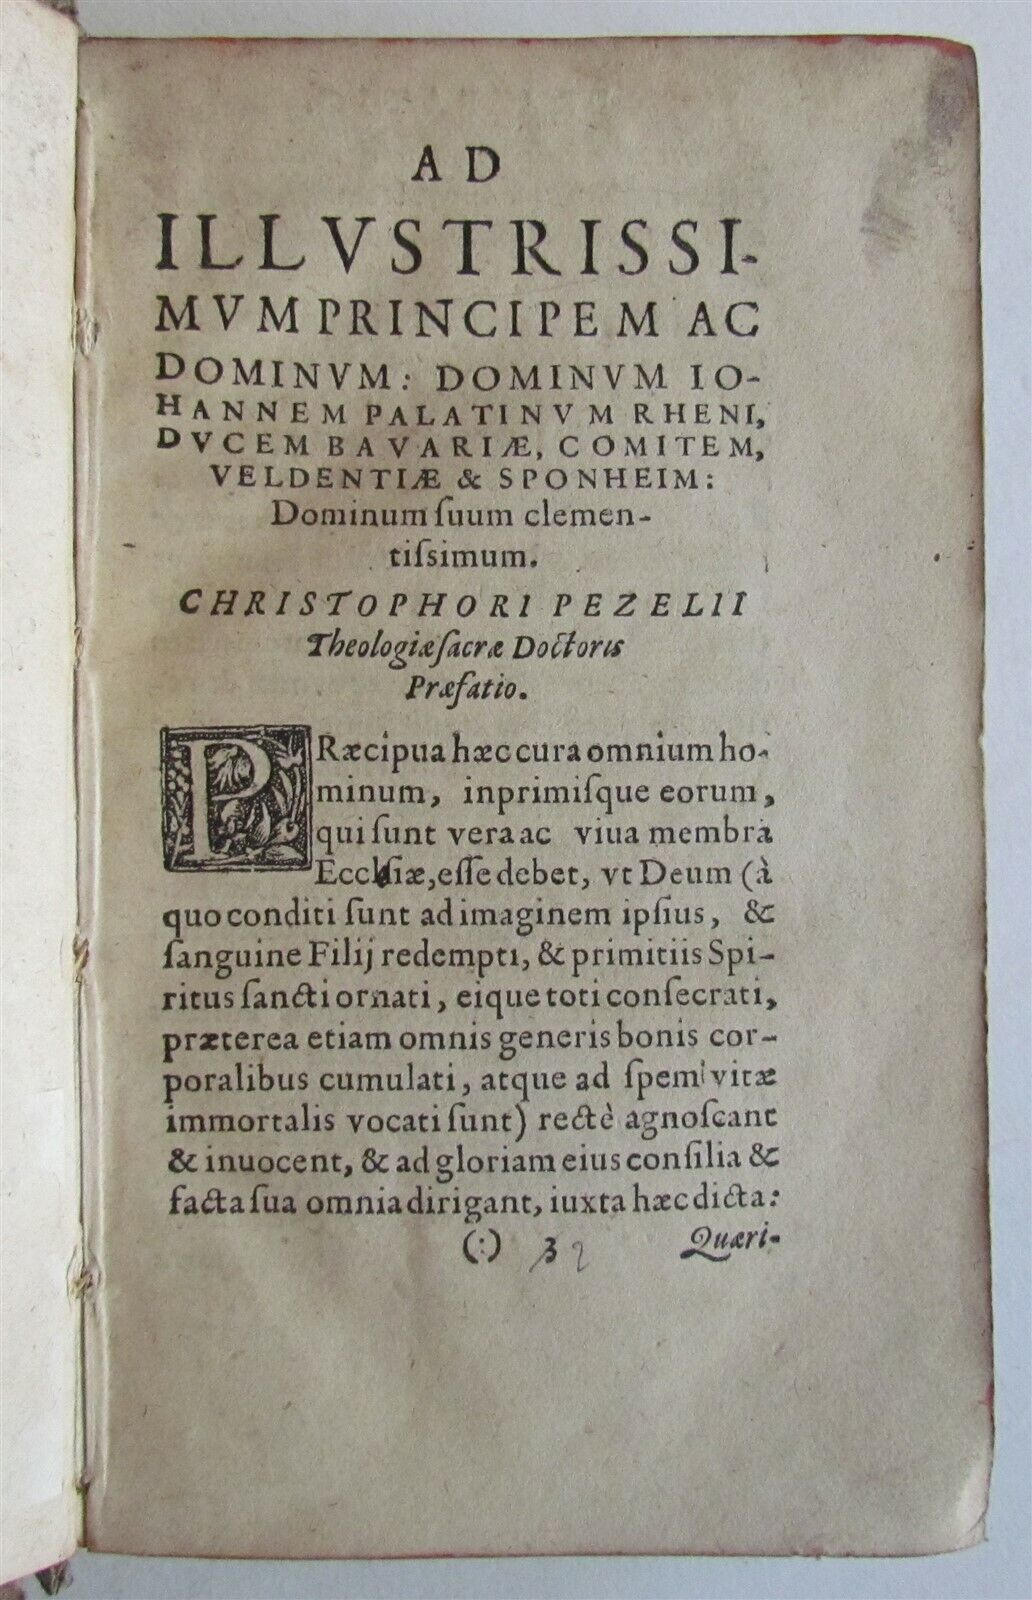 AD
ILLVSTRISSI-
MVM PRINCIPEM AC
DOMINVM: DOMINVM IO-
HANNEM PALATINVM RHENI,
DVCEM BAVARIÆ, COMITEM,
VELDENTIÆ & SPONHEIM:
Dominum ſuum clemen-
tiſsimum.
CHRISTOPHORI PEZELII
Theologiæ ſacræ Doctoris
Præfatio.
PRæcipua hæc cura omnium ho-
minum, inprimiſque eorum,
qui ſunt vera ac viua membra
Eccleſiæ, eſſe debet, vt Deum (à
quo conditi ſunt ad imaginem ipſius, &
ſanguine Filij redempti, & primitiis Spi-
ritus ſancti ornati, eique toti conſecrati,
præterea etiam omnis generis bonis cor-
poralibus cumulati, atque ad ſpem vitæ
immortalis vocati ſunt) rectè agnoſcant
& inuocent, & ad gloriam eius conſilia &
facta ſua omnia dirigant, iuxta hæc dicta:
(:) 3 2 Quæri-